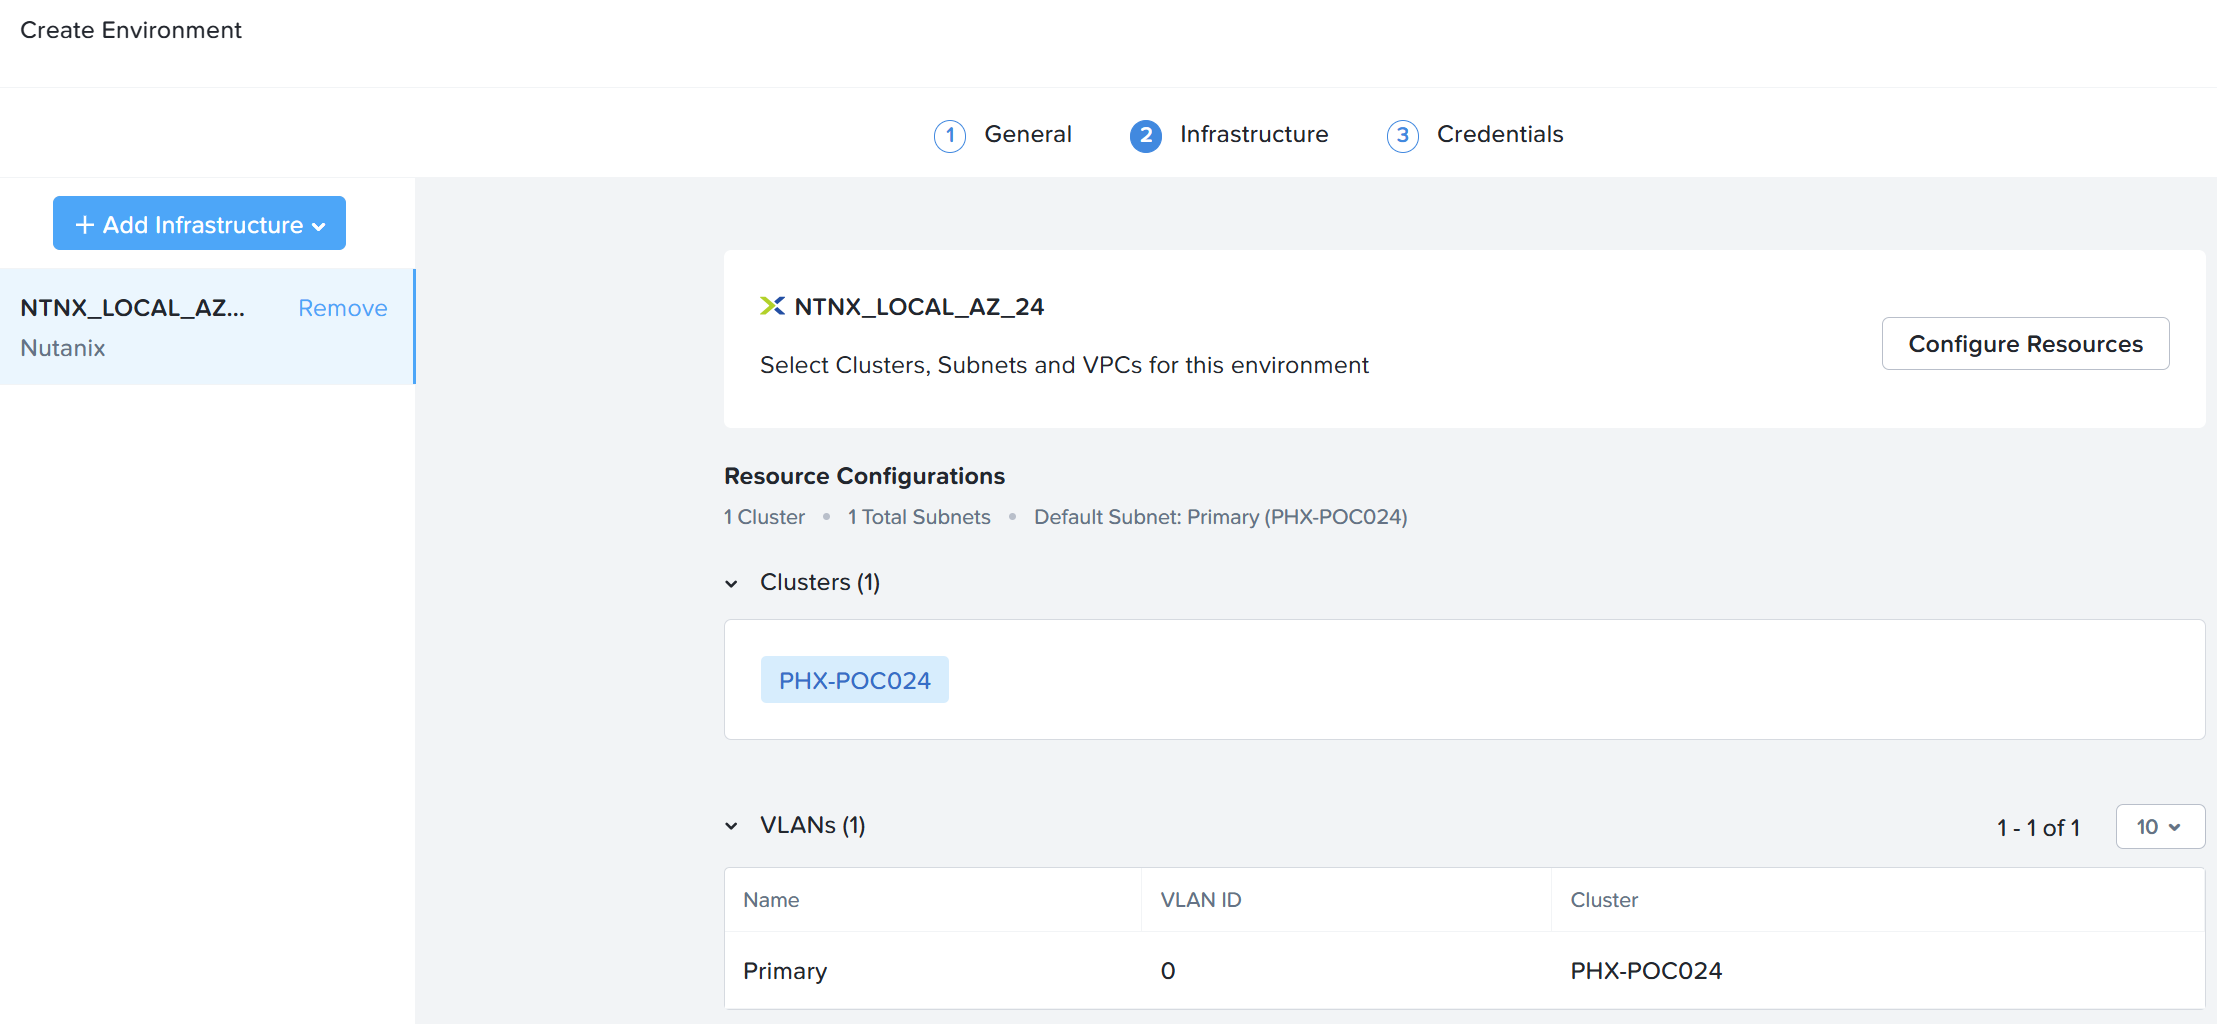 Create Environment
1 General 2 Infrastructure 3 Credentials
+ Add Infrastructure
NTNX_LOCAL_AZ... Remove
Nutanix
NTNX_LOCAL_AZ_24
Select Clusters, Subnets and VPCs for this environment
Configure Resources
Resource Configurations
1 Cluster • 1 Total Subnets • Default Subnet: Primary (PHX-POC024)
Clusters (1)
PHX-POC024
VLANs (1) 1 - 1 of 1 10
Name VLAN ID Cluster
Primary 0 PHX-POC024